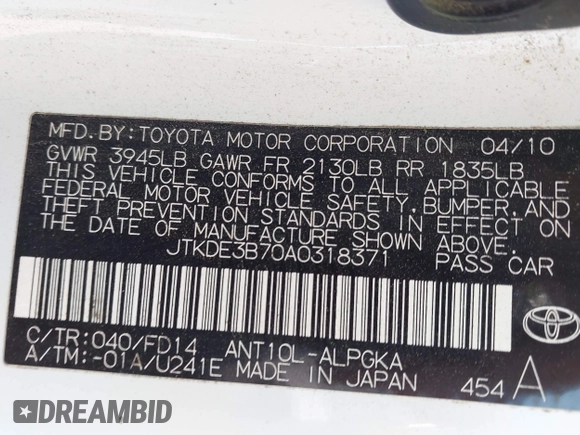 MFD. BY: TOYOTA MOTOR CORPORATION 04/10
GVWR 3945LB GAWR FR 2130LB RR 1835LB
THIS VEHICLE CONFORMS TO ALL APPLICABLE
FEDERAL MOTOR VEHICLE SAFETY, BUMPER, AND
THEFT PREVENTION STANDARDS IN EFFECT ON
THE DATE OF MANUFACTURE SHOWN ABOVE.
JTKDE3B70A0318371 PASS CAR
C/TR: 040/FD14 ANT10L-ALPGKA
A/TM: -01A/U241E MADE IN JAPAN 454 A
DREAMBID